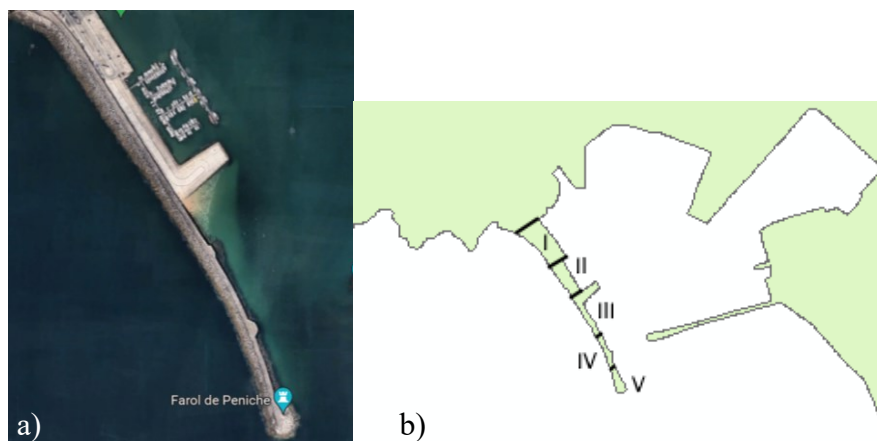 Farol de Peniche
a)
I
II
III
IV
V
b)